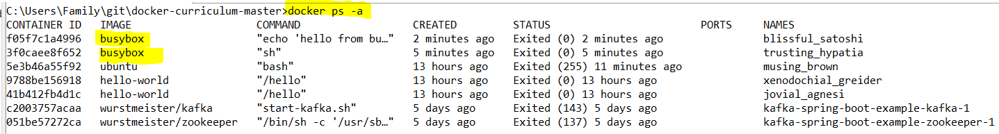 C:\Users\Family\git\docker-curriculum-master>docker ps -a
CONTAINER ID IMAGE COMMAND CREATED STATUS PORTS NAMES
f05f7c1a4996 busybox "echo 'hello from bu…" 2 minutes ago Exited (0) 2 minutes ago blissful_satoshi
3f0caee8f652 busybox "sh" 5 minutes ago Exited (0) 5 minutes ago trusting_hypatia
5e3b46a55f92 ubuntu "bash" 13 hours ago Exited (255) 11 minutes ago musing_brown
9788be156918 hello-world "/hello" 13 hours ago Exited (0) 13 hours ago xenodochial_greider
41b412fb4d1c hello-world "/hello" 13 hours ago Exited (0) 13 hours ago jovial_agnesi
c2003757acaa wurstmeister/kafka "start-kafka.sh" 5 days ago Exited (143) 5 days ago kafka-spring-boot-example-kafka-1
051be57272ca wurstmeister/zookeeper "/bin/sh -c '/usr/sb…" 5 days ago Exited (137) 5 days ago kafka-spring-boot-example-zookeeper-1